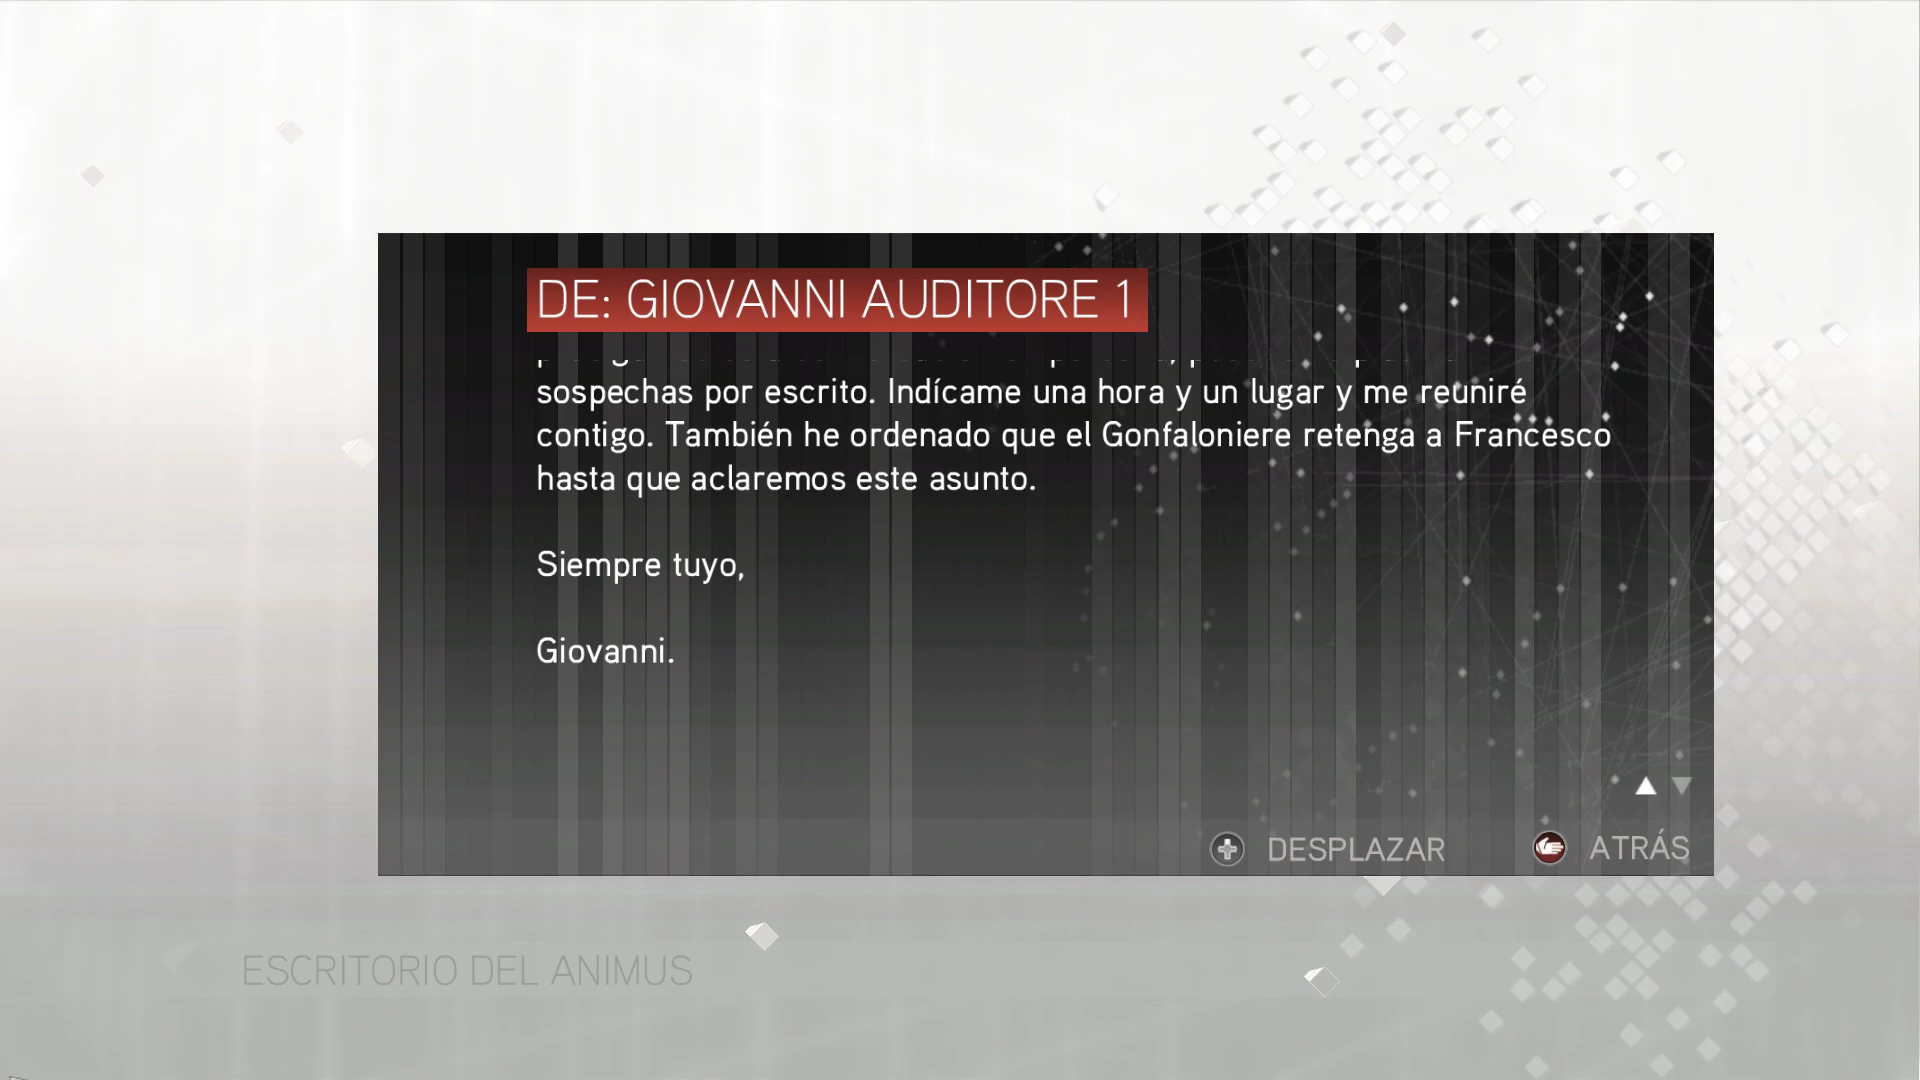 DE: GIOVANNI AUDITORE 1
sospechas por escrito. Indícame una hora y un lugar y me reuniré
contigo. También he ordenado que el Gonfaloniere retenga a Francesco
hasta que aclaremos este asunto.
Siempre tuyo,
Giovanni.
DESPLAZAR
ATRÁS
ESCRITORIO DEL ANIMUS